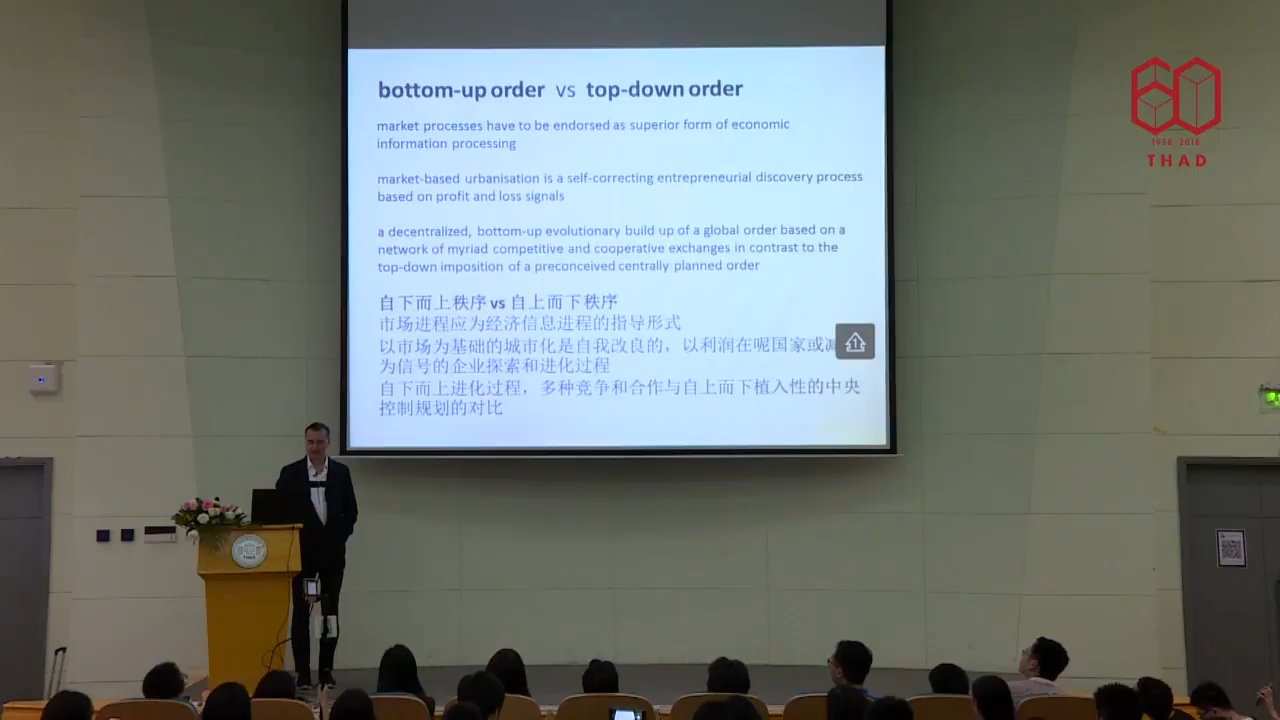 bottom-up order vs top-down order
market processes have to be endorsed as superior form of economic
information processing
market-based urbanisation is a self-correcting entrepreneurial discovery process
based on profit and loss signals
a decentralized, bottom-up evolutionary build up of a global order based on a
network of myriad competitive and cooperative exchanges in contrast to the
top-down imposition of a preconceived centrally planned order
自下而上秩序 vs 自上而下秩序
市场进程应为经济信息进程的指导形式
以市场为基础的城市化是自我改良的，以利润在呢国家或减
为信号的企业探索和进化过程
自下而上进化过程，多种竞争和合作与自上而下植入性的中央
控制规划的对比
1
60
1958 2018
THAD
THAD